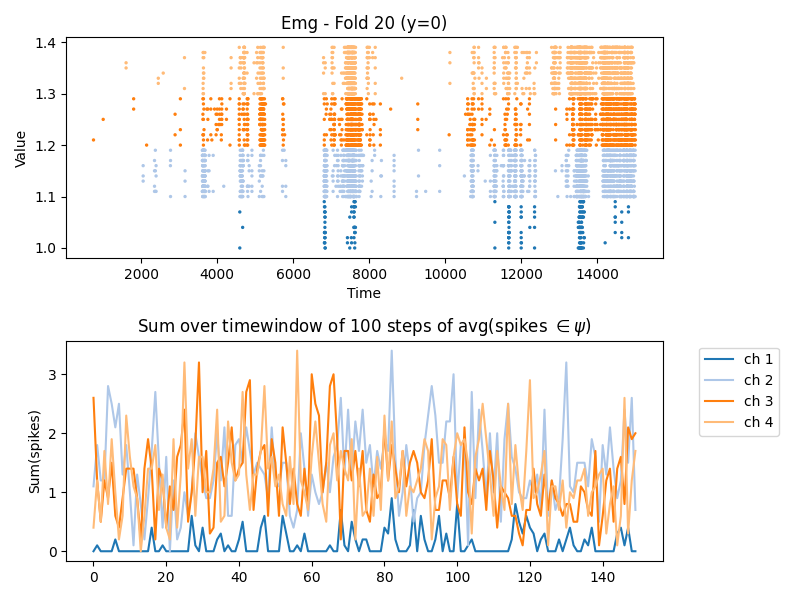 Emg - Fold 20 (y=0)
Value
1.4
1.3
1.2
1.1
1.0
2000 4000 6000 8000 10000 12000 14000
Time
Sum over timewindow of 100 steps of avg(spikes ∈ ψ)
Sum(spikes)
3
2
1
0
0 20 40 60 80 100 120 140
ch 1
ch 2
ch 3
ch 4